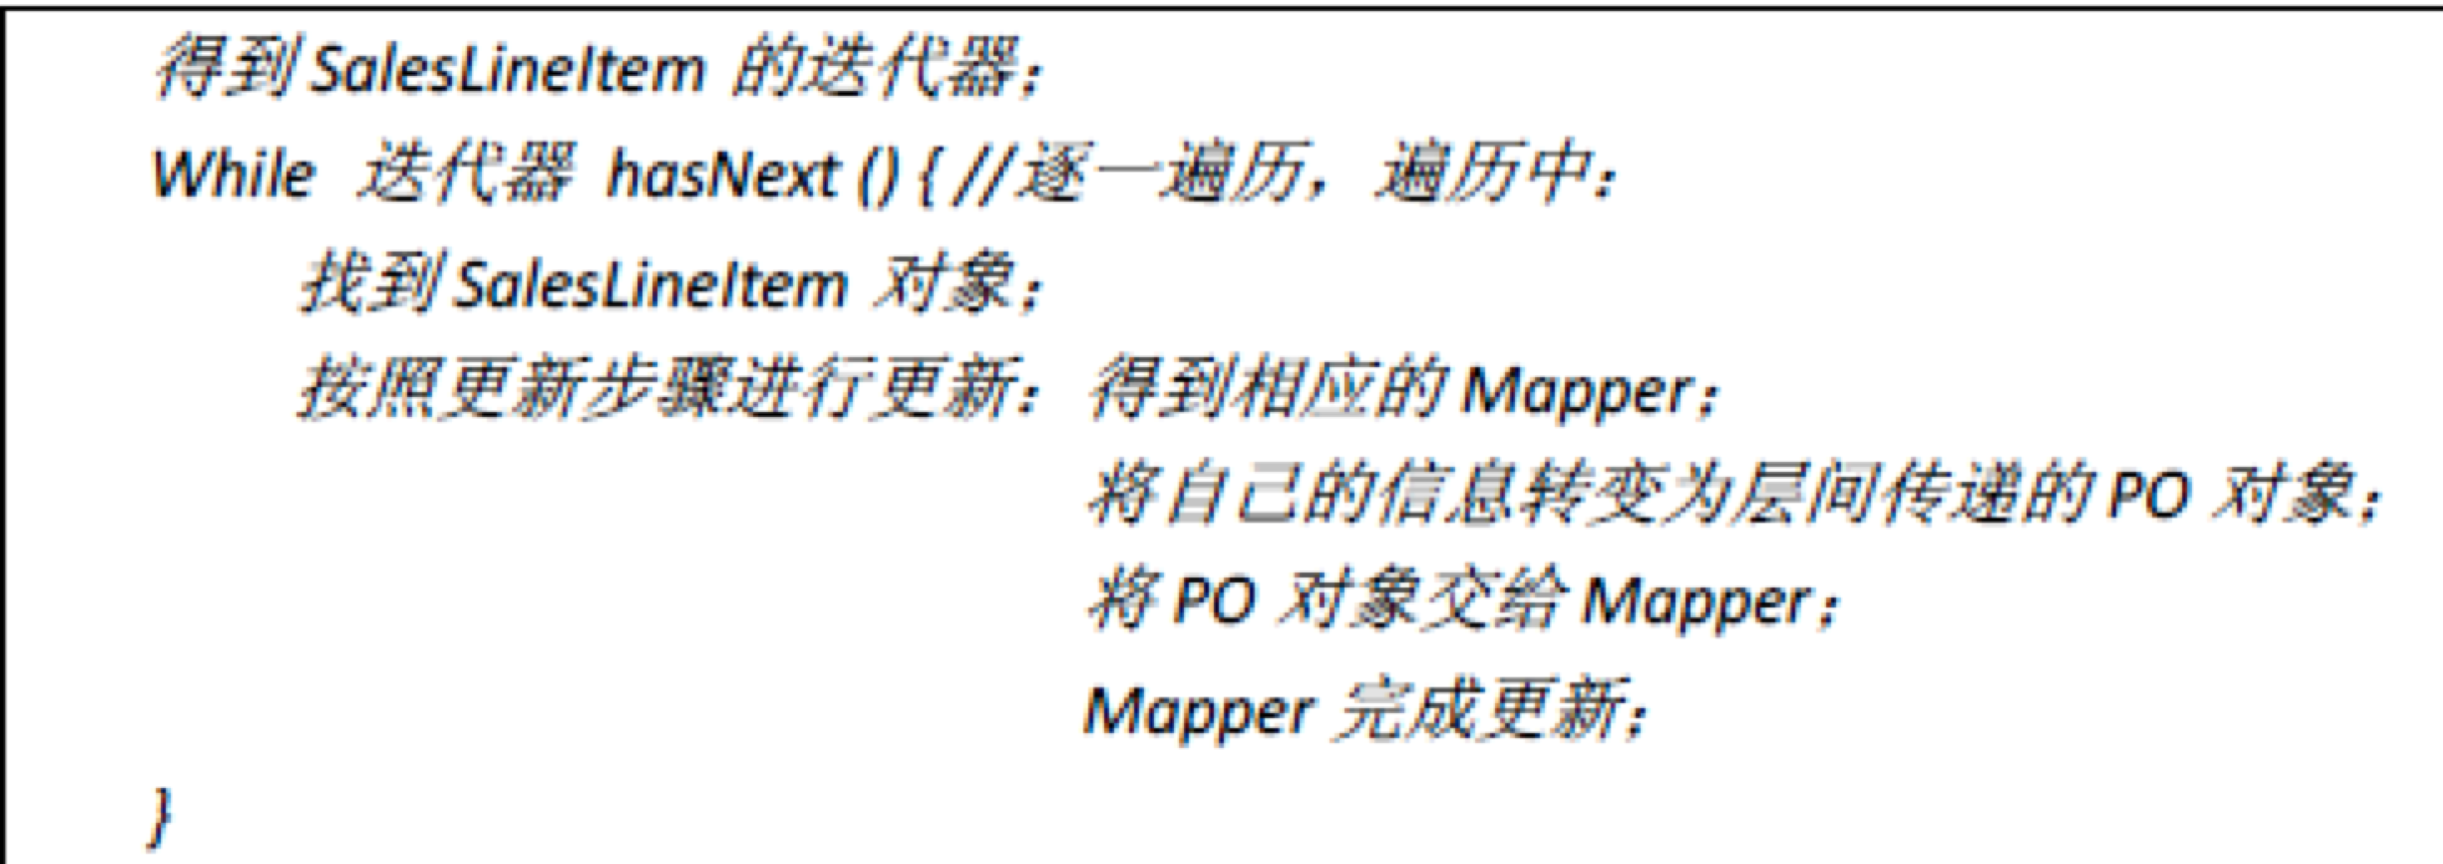 得到 SalesLineItem 的迭代器；
While 迭代器 hasNext () { //逐一遍历，遍历中：
找到 SalesLineItem 对象；
按照更新步骤进行更新：得到相应的 Mapper；
将自己的信息转变为层间传递的 PO 对象；
将 PO 对象交给 Mapper；
Mapper 完成更新；
}